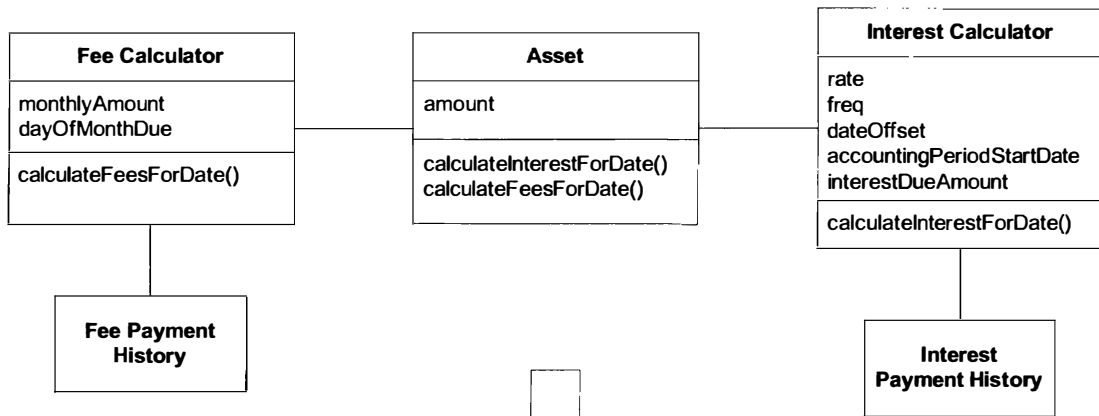 Fee Calculator
monthlyAmount
dayOfMonthDue
calculateFeesForDate()
Fee Payment
History
Asset
amount
calculateInterestForDate()
calculateFeesForDate()
Interest Calculator
rate
freq
dateOffset
accountingPeriodStartDate
interestDueAmount
calculateInterestForDate()
Interest
Payment History